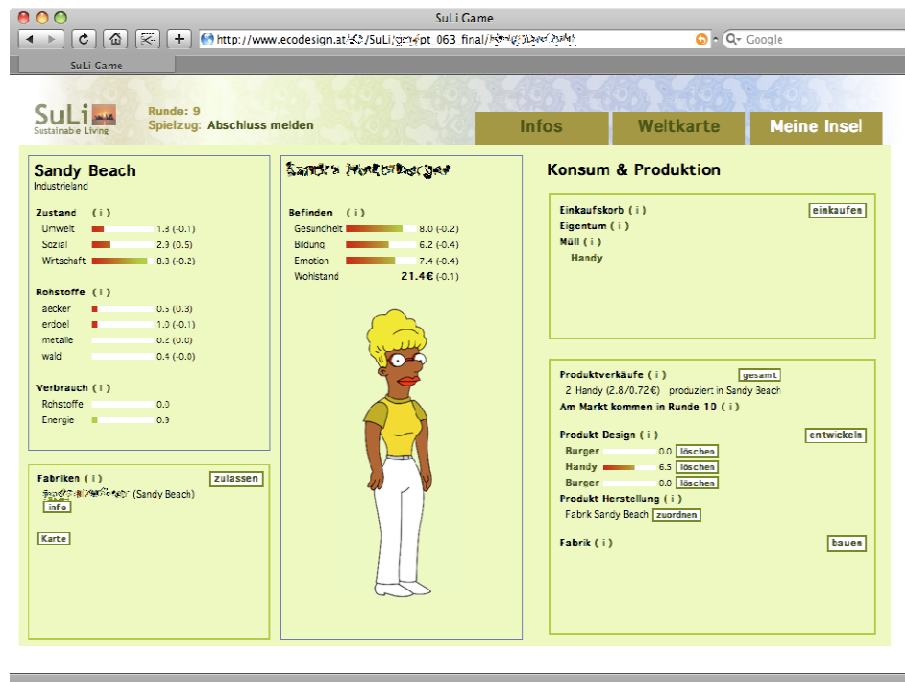 SuLi Game
http://www.ecodesign.at
Google
SuLi Game
SuLi
Sustainable Living
Runde: 9
Spielzug: Abschluss melden
Infos
Weltkarte
Meine Insel
Sandy Beach
Industrieland
Zustand ( i )
Umwelt 1.3 (-0.1)
Sozial 2.9 (0.5)
Wirtschaft 8.3 (-0.2)
Rohstoffe ( i )
aecker 0.5 (0.3)
erdoel 1.0 (-0.1)
metalle 0.2 (0.0)
wald 0.4 (-0.0)
Verbrauch ( i )
Rohstoffe 0.0
Energie 0.9
Fabriken ( i ) zulassen
(Sandy Beach)
info
Karte
Befinden ( i )
Gesundheit 8.0 (-0.2)
Bildung 6.2 (-0.4)
Emotion 7.4 (-0.4)
Wohlstand 21.4€ (-0.1)
Konsum & Produktion
Einkaufskorb ( i ) einkaufen
Eigentum ( i )
Müll ( i )
Handy
Produktverkäufe ( i ) gesamt
2 Handy (2.8/0.72€) produziert in Sandy Beach
Am Markt kommen in Runde 10 ( i )
Produkt Design ( i ) entwickeln
Burger 0.0 löschen
Handy 6.5 löschen
Burger 0.0 löschen
Produkt Herstellung ( i )
Fabrik Sandy Beach zuordnen
Fabrik ( i ) bauen